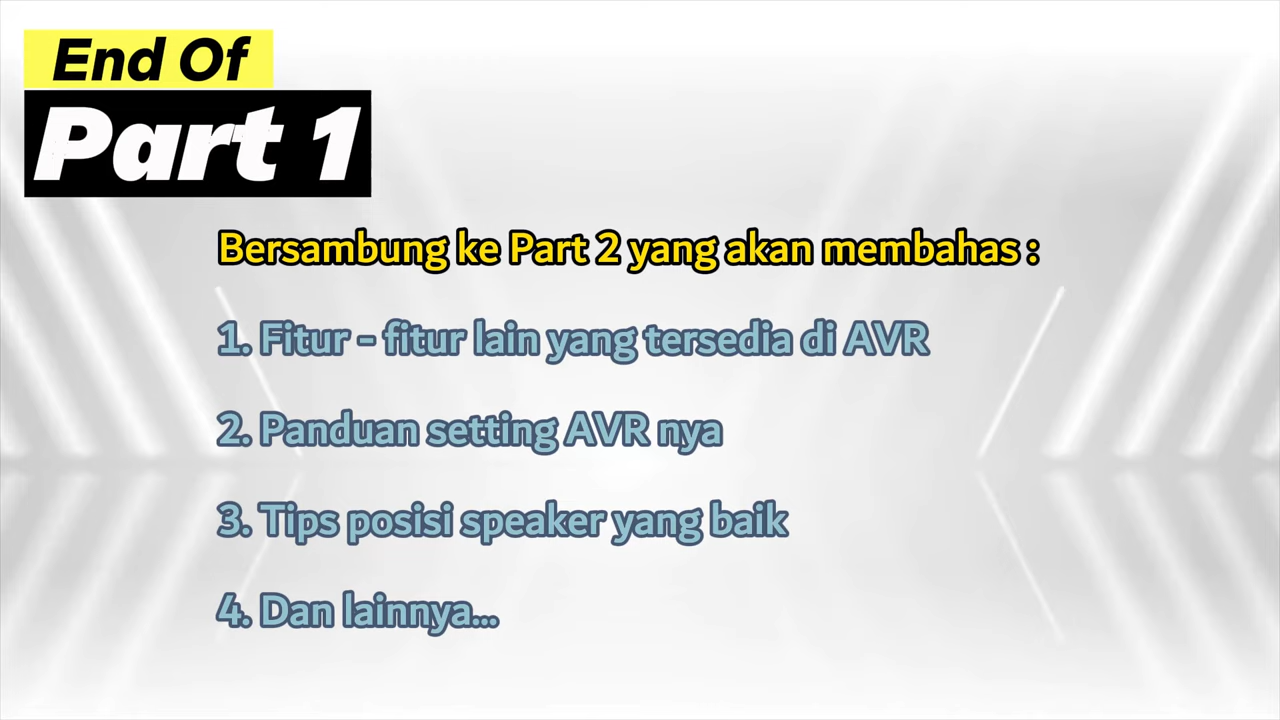 End Of
Part 1
Bersambung ke Part 2 yang akan membahas :
1. Fitur - fitur lain yang tersedia di AVR
2. Panduan setting AVR nya
3. Tips posisi speaker yang baik
4. Dan lainnya...